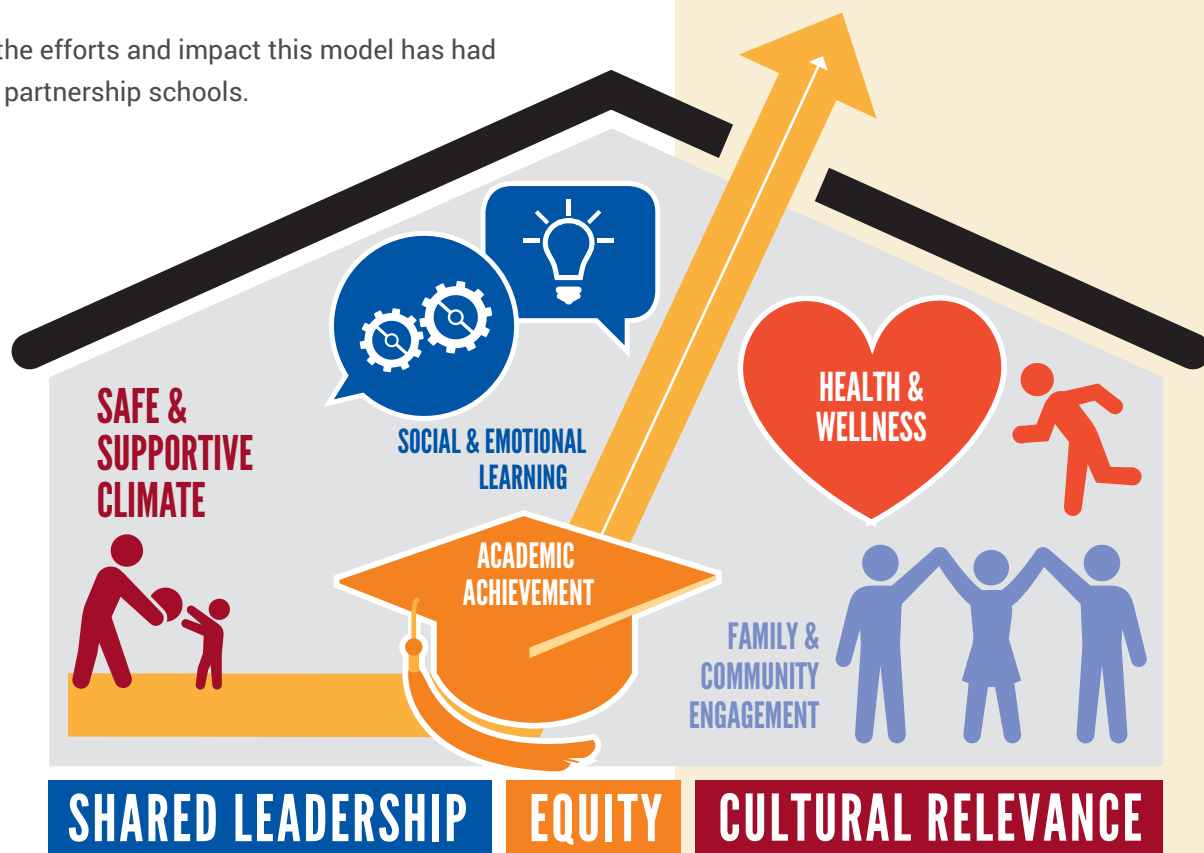 the efforts and impact this model has had
partnership schools.
SAFE &
SUPPORTIVE
CLIMATE
SOCIAL & EMOTIONAL
LEARNING
HEALTH &
WELLNESS
ACADEMIC
ACHIEVEMENT
FAMILY &
COMMUNITY
ENGAGEMENT
SHARED LEADERSHIP
EQUITY
CULTURAL RELEVANCE